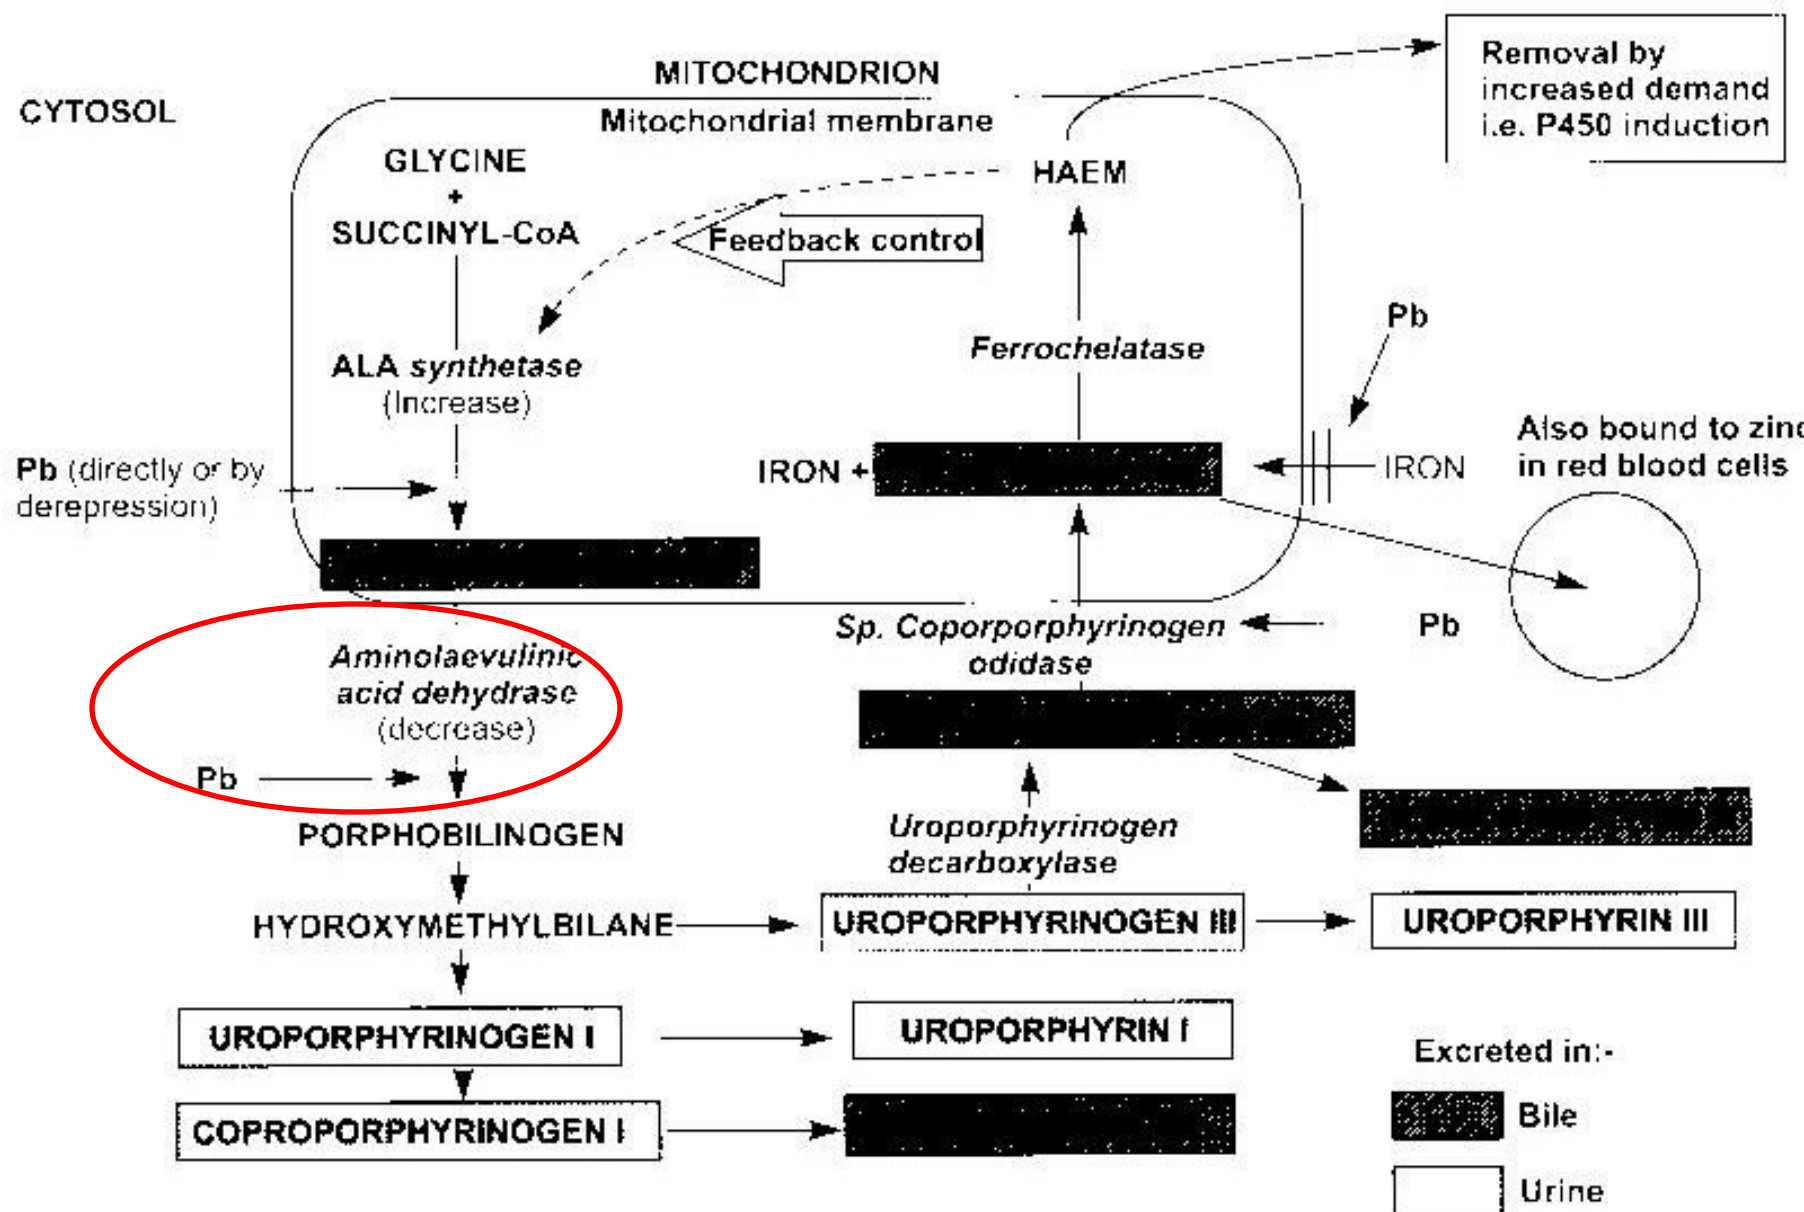 MITOCHONDRION
CYTOSOL
Mitochondrial membrane
Removal by
increased demand
i.e. P450 induction
GLYCINE
+
SUCCINYL-CoA
HAEM
Feedback control
ALA synthetase
(Increase)
Ferrochelatase
Pb
Pb (directly or by
derepression)
IRON +
IRON
Also bound to zinc
in red blood cells
Aminolaevulinic
acid dehydrase
(decrease)
Pb
Sp. Coporporphyrinogen
odidase
Pb
PORPHOBILINOGEN
Uroporphyrinogen
decarboxylase
HYDROXYMETHYLBILANE
UROPORPHYRINOGEN III
UROPORPHYRIN III
UROPORPHYRINOGEN I
UROPORPHYRIN I
COPROPORPHYRINOGEN I
Excreted in:-
Bile
Urine